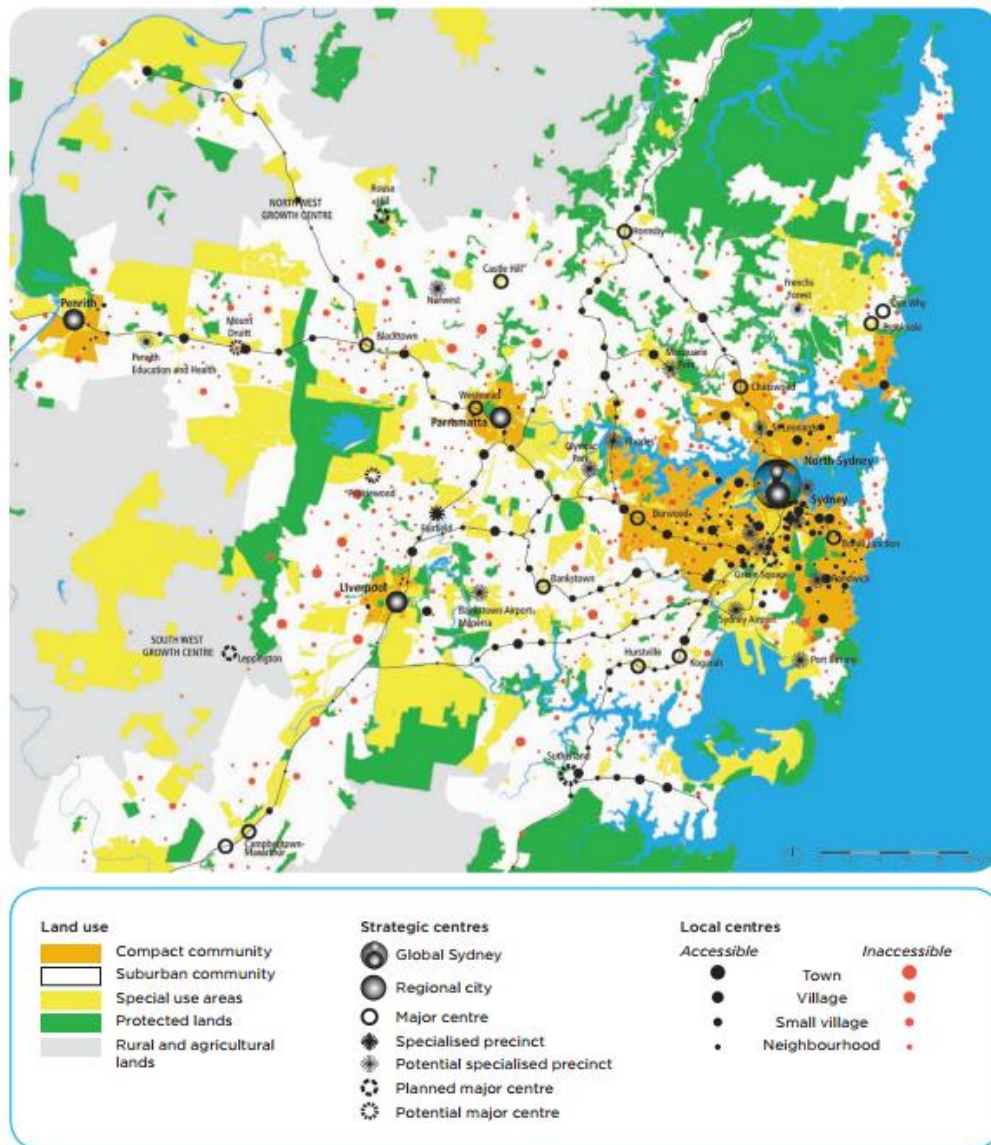 Rouse
Hill
NORTH WEST
GROWTH CENTRE
Hornsby
Castle Hill
Norwest
Frenchs
Forest
Dee Why
Brookvale
Penrith
Mount
Druitt
Blacktown
Penrith
Education and Health
Macquarie
Park
Chatswood
Westmead
Parramatta
St Leonards
Rhodes
Olympic
Park
North Sydney
Sydney
Prairiewood
Burwood
Fairfield
Bondi Junction
Green Square
Randwick
Liverpool
Bankstown
Bankstown Airport
Milperra
Sydney Airport
SOUTH WEST
GROWTH CENTRE
Leppington
Hurstville
Kogarah
Port Botany
Sutherland
Campbelltown-
Macarthur
Land use
Compact community
Suburban community
Special use areas
Protected lands
Rural and agricultural
lands
Strategic centres
Global Sydney
Regional city
Major centre
Specialised precinct
Potential specialised precinct
Planned major centre
Potential major centre
Local centres
Accessible Inaccessible
Town
Village
Small village
Neighbourhood